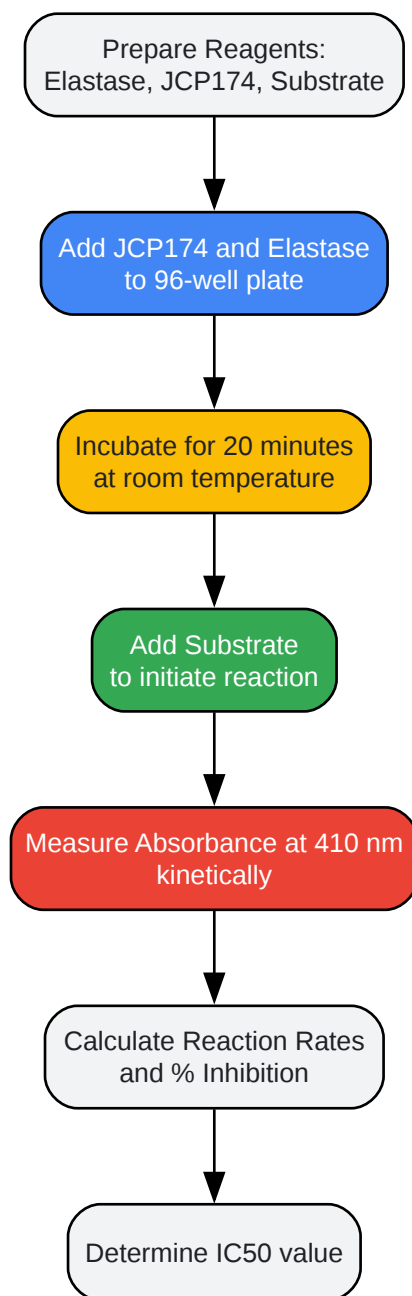 Prepare Reagents:
Elastase, JCP174, Substrate
Add JCP174 and Elastase
to 96-well plate
Incubate for 20 minutes
at room temperature
Add Substrate
to initiate reaction
Measure Absorbance at 410 nm
kinetically
Calculate Reaction Rates
and % Inhibition
Determine IC50 value